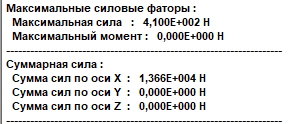 Максимальные силовые фаторы :
Максимальная сила : 4,100E+002 Н
Максимальный момент : 0,000E+000 Н
Суммарная сила :
Сумма сил по оси X : 1,366E+004 Н
Сумма сил по оси Y : 0,000E+000 Н
Сумма сил по оси Z : 0,000E+000 Н